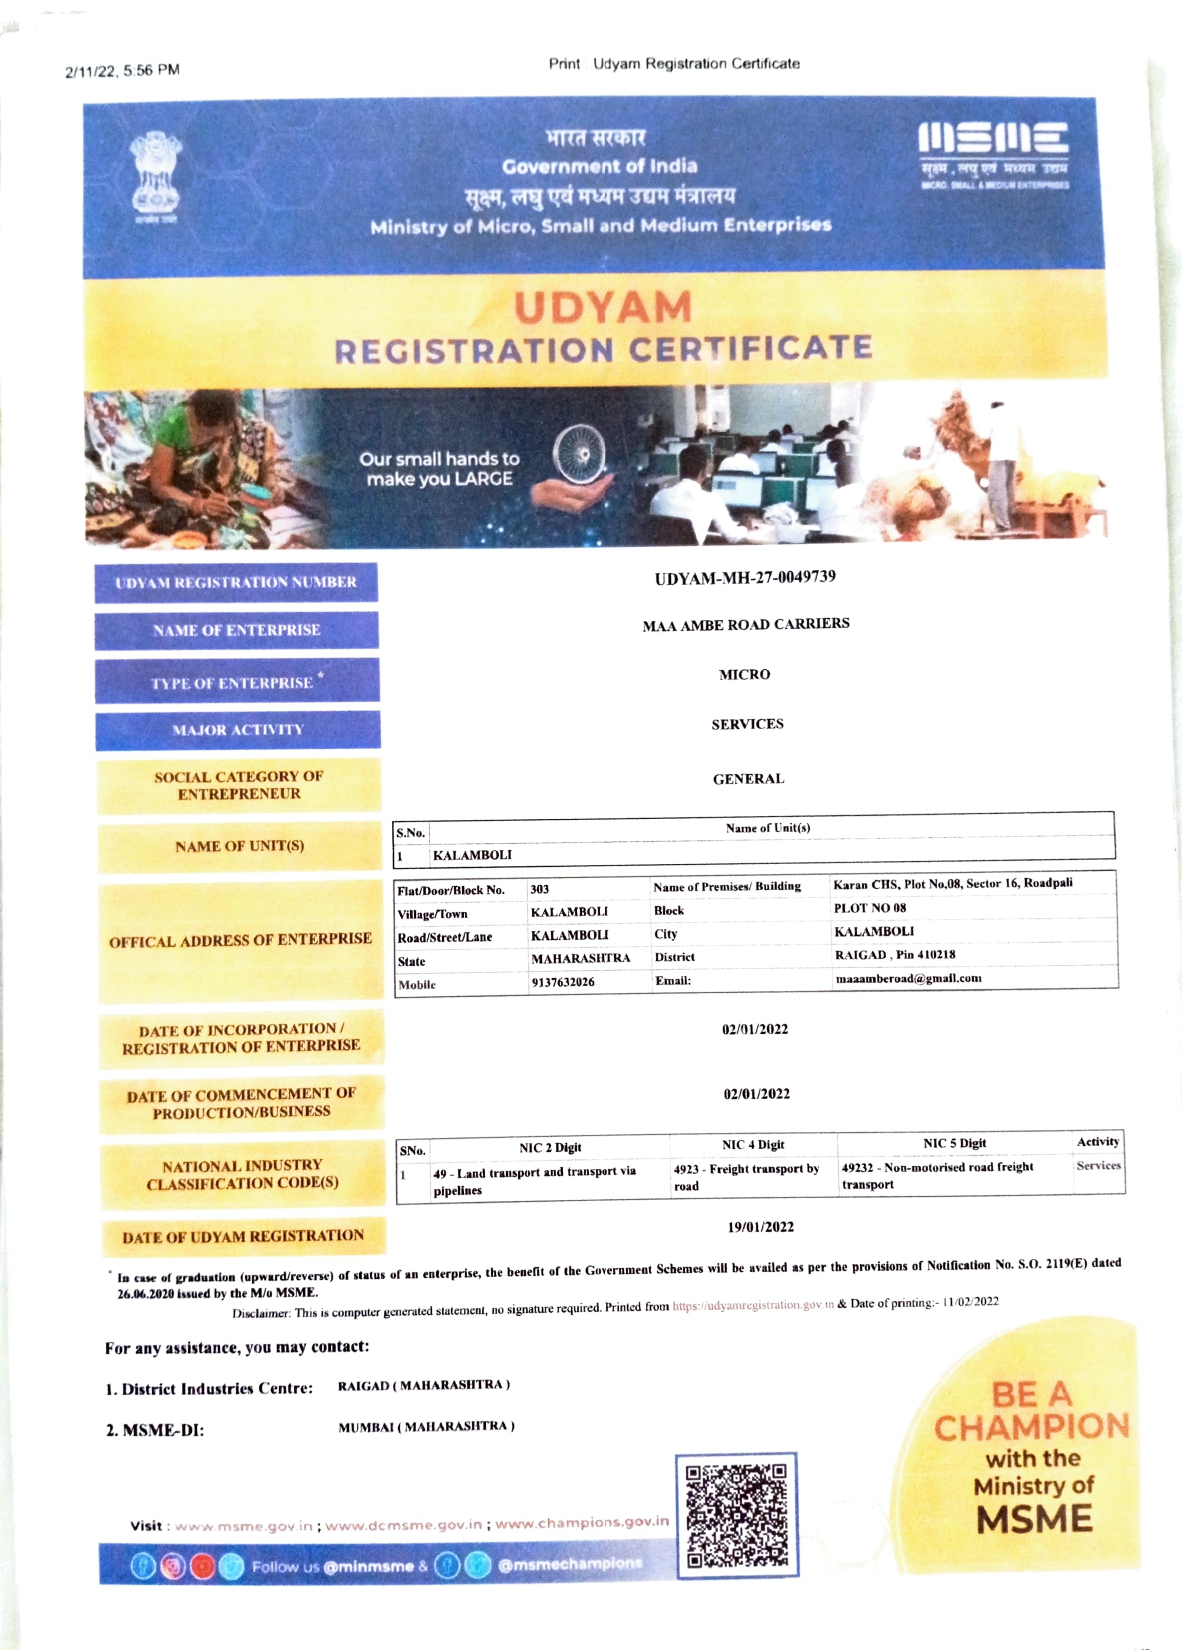 2/11/22, 5:56 PM
Print : Udyam Registration Certificate
भारत सरकार
Government of India
सूक्ष्म, लघु एवं मध्यम उद्यम मंत्रालय
Ministry of Micro, Small and Medium Enterprises
MSME
सूक्ष्म, लघु एवं मध्यम उद्यम
MICRO, SMALL & MEDIUM ENTERPRISES
सत्यमेव जयते
UDYAM
REGISTRATION CERTIFICATE
Our small hands to
make you LARGE
UDYAM REGISTRATION NUMBER UDYAM-MH-27-0049739
NAME OF ENTERPRISE MAA AMBE ROAD CARRIERS
TYPE OF ENTERPRISE * MICRO
MAJOR ACTIVITY SERVICES
SOCIAL CATEGORY OF
ENTREPRENEUR
GENERAL
NAME OF UNIT(S)
S.No. Name of Unit(s)
1 KALAMBOLI
OFFICAL ADDRESS OF ENTERPRISE
Flat/Door/Block No. 303 Name of Premises/ Building Karan CHS, Plot No,08, Sector 16, Roadpali
Village/Town KALAMBOLI Block PLOT NO 08
Road/Street/Lane KALAMBOLI City KALAMBOLI
State MAHARASHTRA District RAIGAD , Pin 410218
Mobile 9137632026 Email: maaamberoad@gmail.com
DATE OF INCORPORATION /
REGISTRATION OF ENTERPRISE
02/01/2022
DATE OF COMMENCEMENT OF
PRODUCTION/BUSINESS
02/01/2022
NATIONAL INDUSTRY
CLASSIFICATION CODE(S)
SNo. NIC 2 Digit NIC 4 Digit NIC 5 Digit Activity
1 49 - Land transport and transport via pipelines 4923 - Freight transport by road 49232 - Non-motorised road freight transport Services
DATE OF UDYAM REGISTRATION 19/01/2022
* In case of graduation (upward/reverse) of status of an enterprise, the benefit of the Government Schemes will be availed as per the provisions of Notification No. S.O. 2119(E) dated
26.06.2020 issued by the M/o MSME.
Disclaimer: This is computer generated statement, no signature required. Printed from https://udyamregistration.gov.in & Date of printing:- 11/02/2022
For any assistance, you may contact:
1. District Industries Centre: RAIGAD ( MAHARASHTRA )
2. MSME-DI: MUMBAI ( MAHARASHTRA )
BE A
CHAMPION
with the
Ministry of
MSME
Visit : www.msme.gov.in ; www.dcmsme.gov.in ; www.champions.gov.in
Follow us @minmsme & @msmechampions